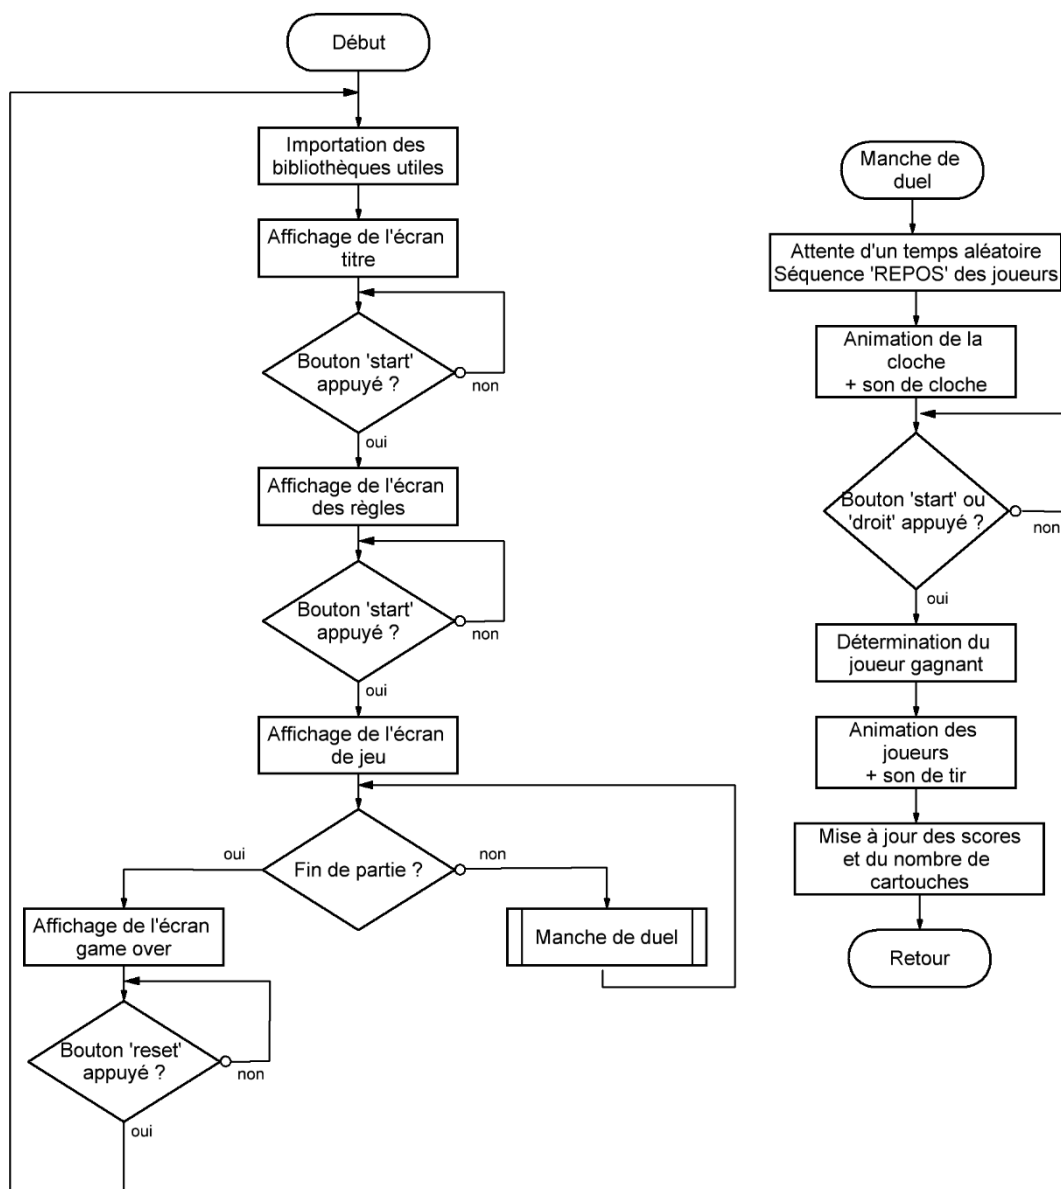 Début
Importation des
bibliothèques utiles
Affichage de l'écran
titre
Bouton 'start'
appuyé ?
non
oui
Affichage de l'écran
des règles
Bouton 'start'
appuyé ?
non
oui
Affichage de l'écran
de jeu
Fin de partie ?
oui
non
Affichage de l'écran
game over
Manche de duel
Bouton 'reset'
appuyé ?
non
oui
Manche de
duel
Attente d'un temps aléatoire
Séquence 'REPOS' des joueurs
Animation de la
cloche
+ son de cloche
Bouton 'start' ou
'droit' appuyé ?
non
oui
Détermination du
joueur gagnant
Animation des
joueurs
+ son de tir
Mise à jour des scores
et du nombre de
cartouches
Retour